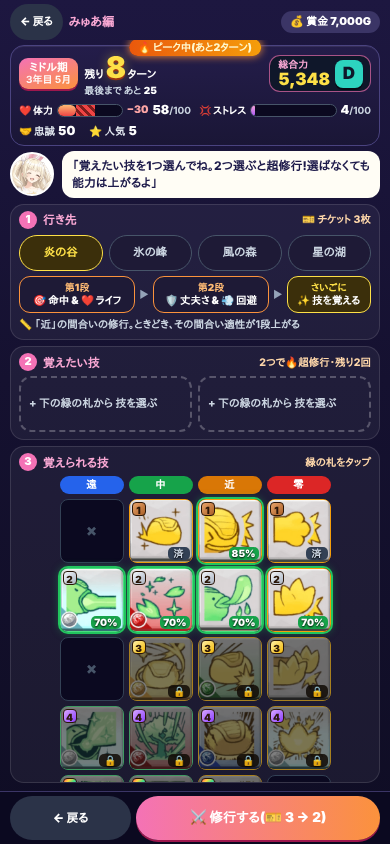 ← 戻る
みゅあ編
💰 賞金 7,000G
🔥 ピーク中(あと2ターン)
ミドル期
3年目 5月
残り8ターン
最後まで あと 25
総合力
5,348 D
❤️ 体力 −30 58/100
💢 ストレス 4/100
🤝 忠誠 50 ⭐ 人気 5
「覚えたい技を1つ選んでね。2つ選ぶと超修行!選ばなくても
能力は上がるよ」
1 行き先
🎫 チケット 3枚
炎の谷
氷の峰
風の森
星の湖
第1段
🎯 命中 & ❤️ ライフ
▶
第2段
🛡️ 丈夫さ & 💨 回避
▶
さいごに
✨ 技を覚える
📏 「近」の間合いの修行。ときどき、その間合い適性が1段上がる
2 覚えたい技
2つで🔥超修行・残り2回
+ 下の緑の札から 技を選ぶ
+ 下の緑の札から 技を選ぶ
3 覚えられる技
緑の札をタップ
遠
中
近
零
×
1 済
1 85%
1 済
2 70%
2 70%
2 70%
2 70%
×
3 🔒
3 🔒
3 🔒
4 🔒
4 🔒
4 🔒
4 🔒
← 戻る
⚔️ 修行する(🎫 3 → 2)